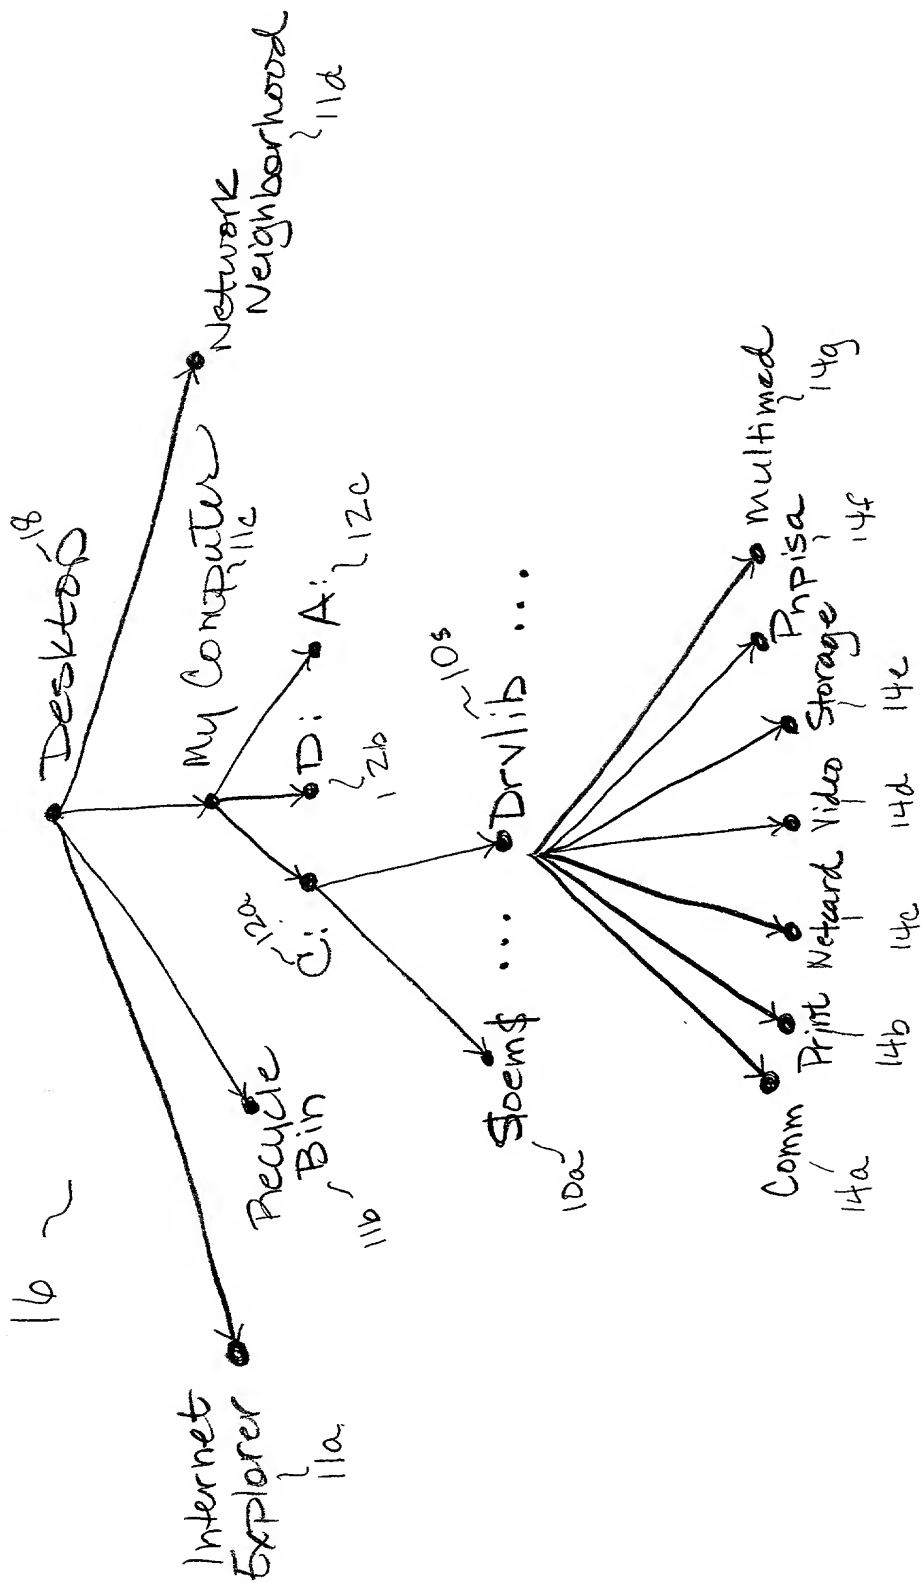 16
Desktop
18
Internet
Explorer
11a
Recycle
Bin
11b
My Computer
11c
Network
Neighborhood
11d
C:
12a
D:
12b
A:
12c
$oem$
10a
...
Drvlib
10s
...
Comm
14a
Print
14b
Netcard
14c
Video
14d
Storage
14e
Pnpisa
14f
multimed
14g